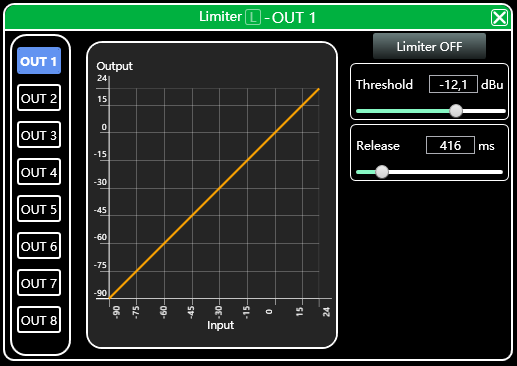 Limiter L -OUT 1
OUT 1
OUT 2
OUT 3
OUT 4
OUT 5
OUT 6
OUT 7
OUT 8
Output
24
15
0
-15
-30
-45
-60
-75
-90
-90 -75 -60 -45 -30 -15 0 15 24
Input
Limiter OFF
Threshold -12,1 dBu
Release 416 ms